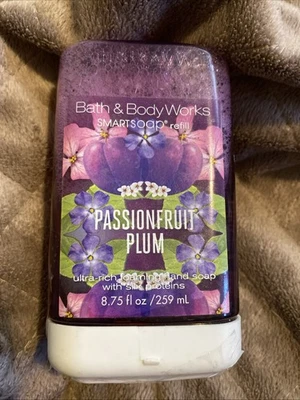 Bath & Body Works
SMARTsoap® refill
PASSIONFRUIT
PLUM
ultra-rich foaming hand soap
with silk proteins
8.75 fl oz / 259 mL